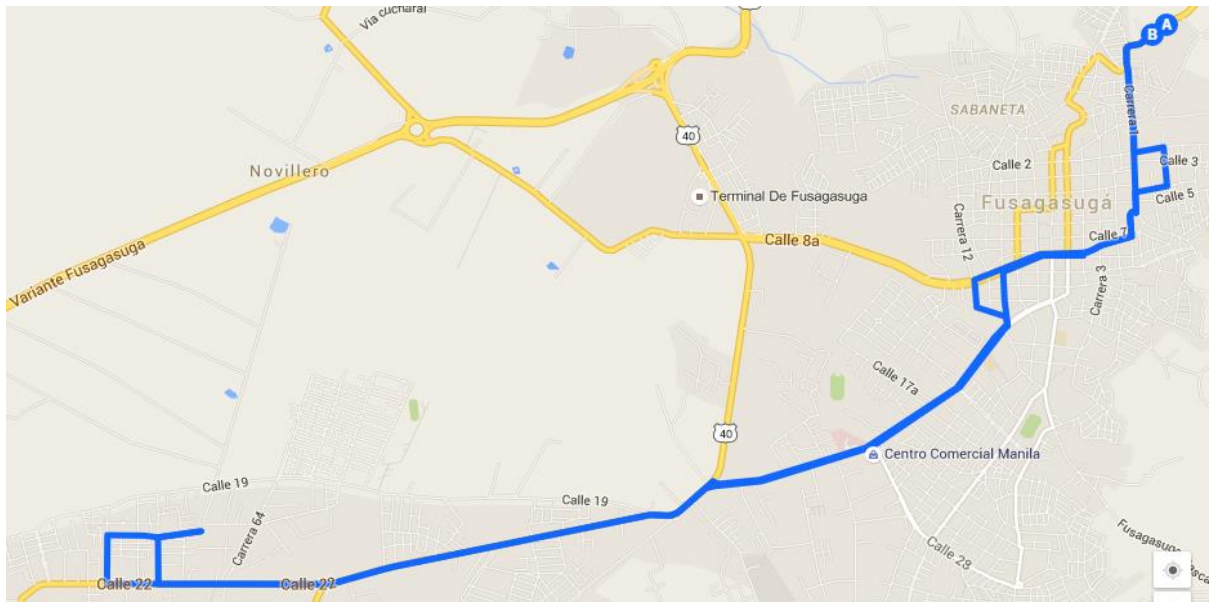 Via cucharal
B A
Carrera 1
SABANETA
40
Calle 2
Calle 3
Novillero
Terminal De Fusagasuga
Calle 5
Fusagasugá
Carrera 12
Calle 7
Calle 8a
Variante Fusagasuga
Carrera 3
Calle 17a
40
Centro Comercial Manila
Calle 19
Calle 19
Carrera 64
Calle 28
Calle 22
Calle 22